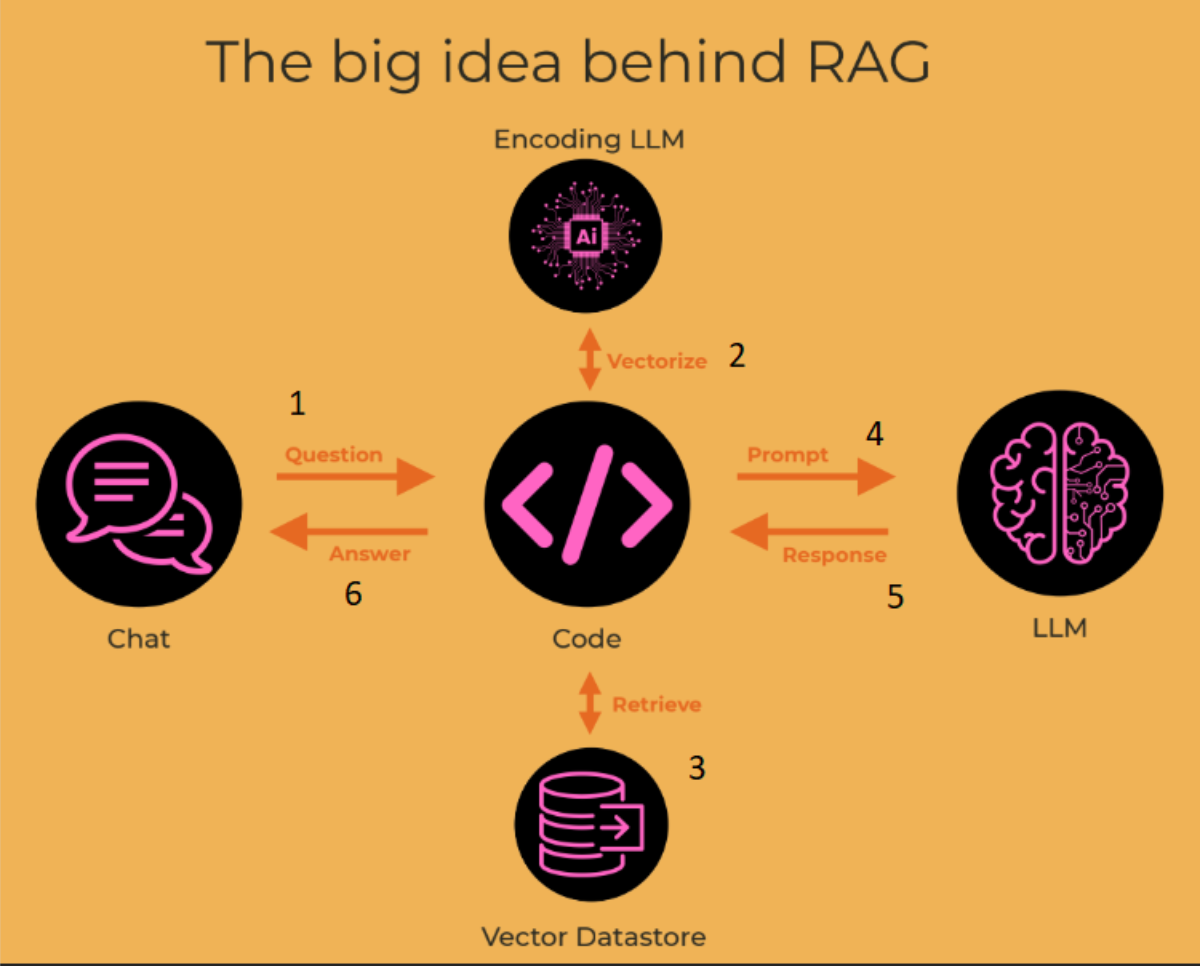 The big idea behind RAG
Encoding LLM
Ai
Vectorize 2
1
Question
Prompt 4
Answer
6
Response
5
Chat
Code
LLM
Retrieve
3
Vector Datastore